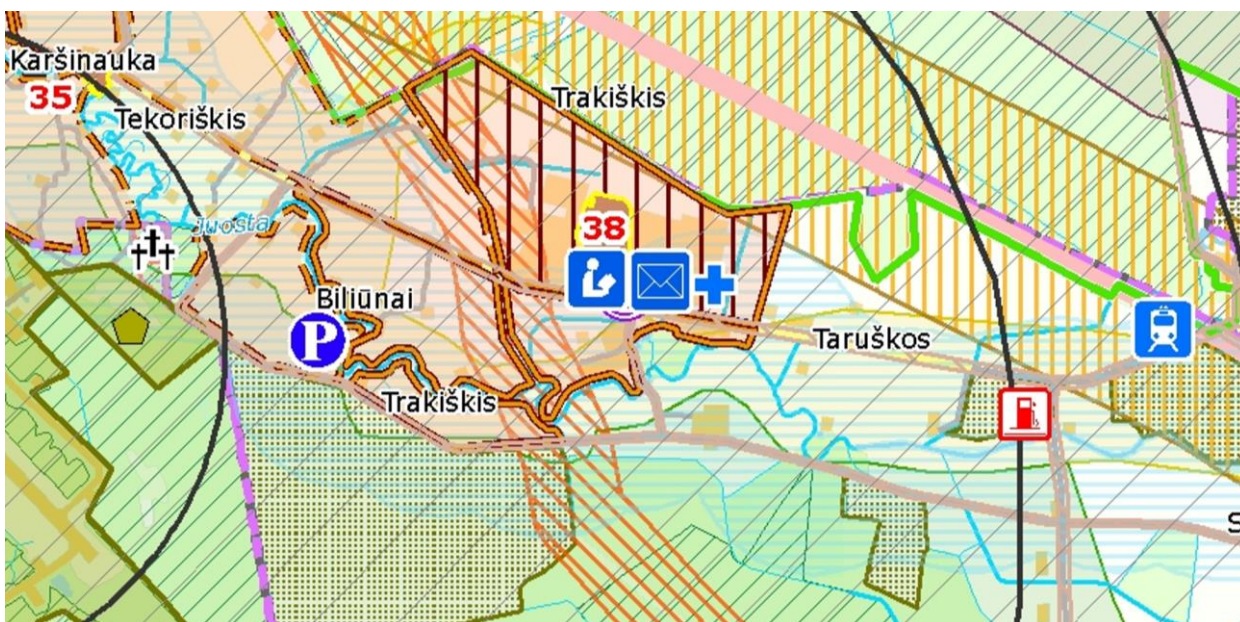 Karšinauka
35
Tekoriškis
Trakiškis
juosta
38
Biliūnai
P
Taruškos
Trakiškis
S